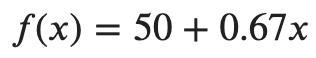 f(x) = 50 + 0.67x